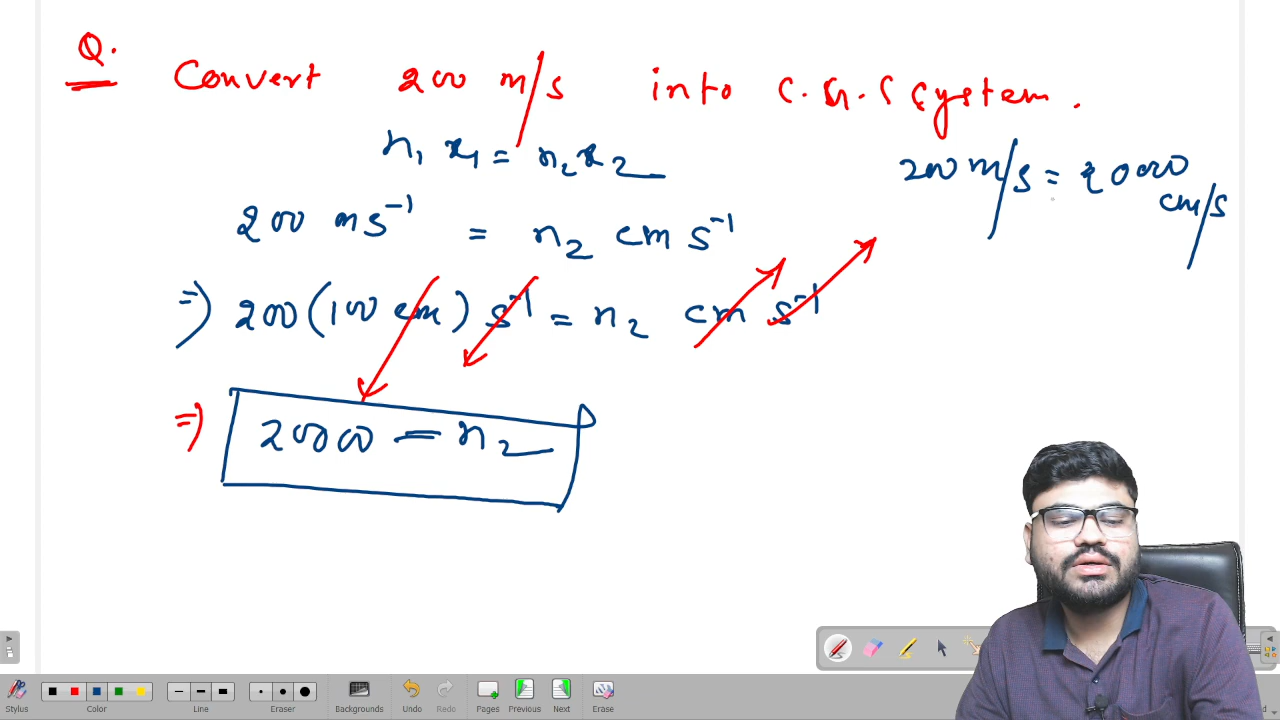 Q. Convert 200 m/s into C.G.S System.
n₁ x₁ = n₂ x₂
200 m/s = 20000 cm/s
200 ms⁻¹ = n₂ cm s⁻¹
⇒) 200 (100 cm) s⁻¹ = n₂ cm s⁻¹
⇒) 20000 = n₂
Stylus Color Line Eraser Backgrounds Undo Redo Pages Previous Next Erase